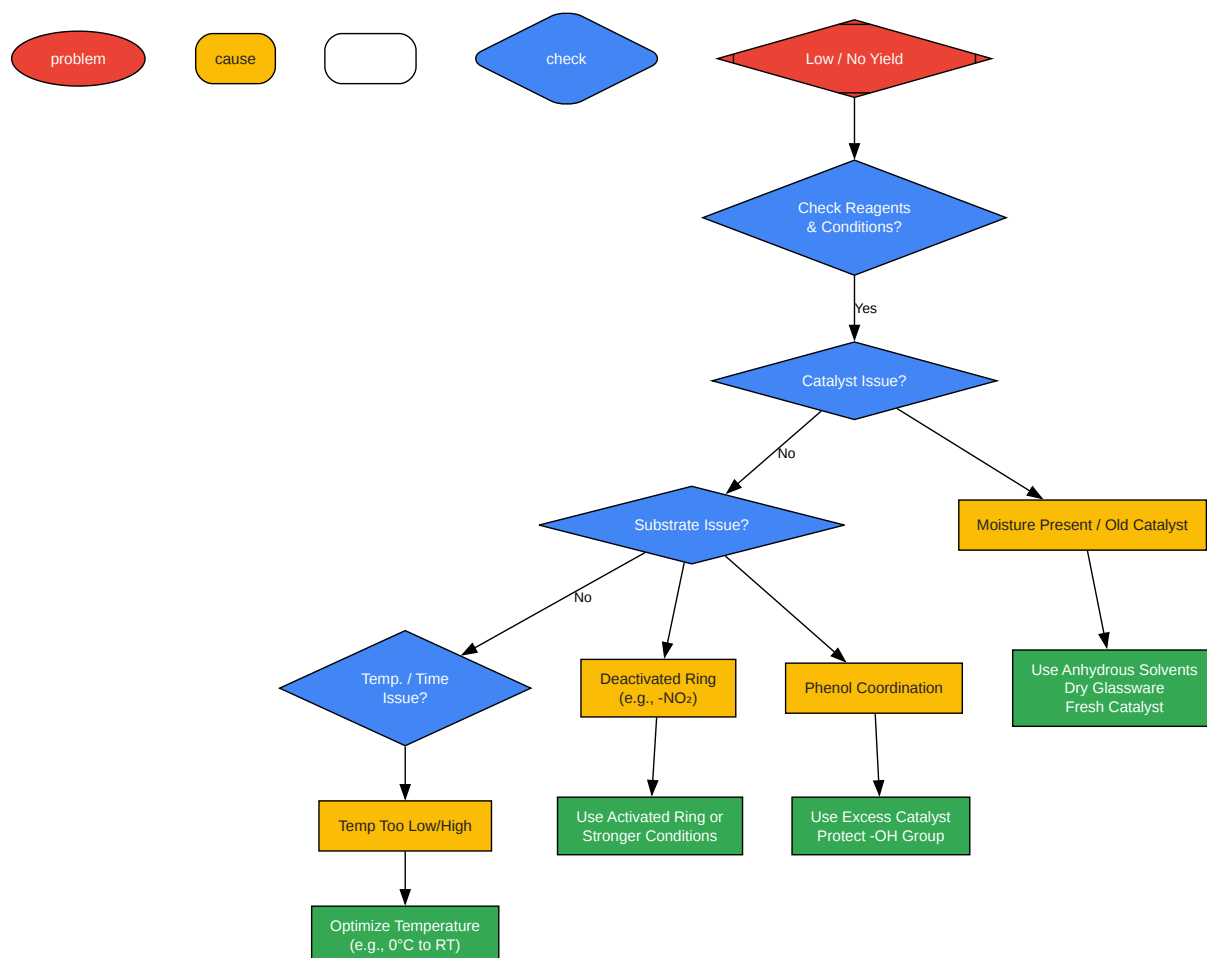 problem
cause
check
Low / No Yield
Check Reagents
& Conditions?
Yes
Catalyst Issue?
No
Substrate Issue?
Moisture Present / Old Catalyst
No
Temp. / Time
Issue?
Deactivated Ring
(e.g., -NO₂)
Phenol Coordination
Use Anhydrous Solvents
Dry Glassware
Fresh Catalyst
Temp Too Low/High
Use Activated Ring or
Stronger Conditions
Use Excess Catalyst
Protect -OH Group
Optimize Temperature
(e.g., 0°C to RT)